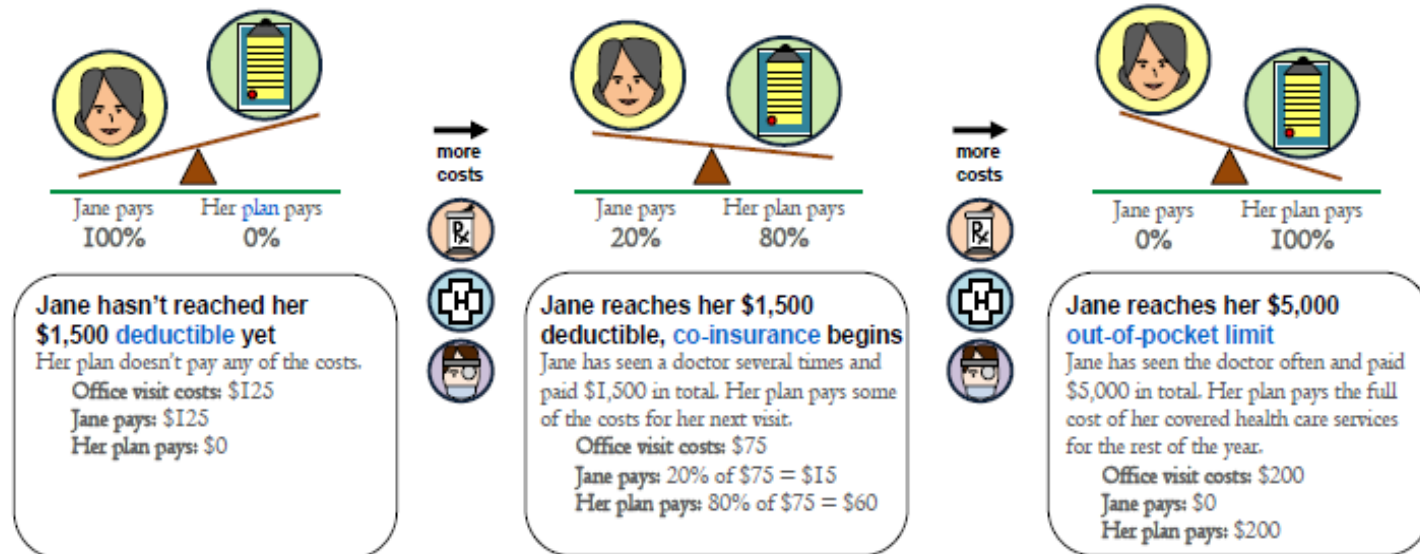 Jane pays
100%
Her plan pays
0%
Jane hasn't reached her
$1,500 deductible yet
Her plan doesn't pay any of the costs.
Office visit costs: $125
Jane pays: $125
Her plan pays: $0
more
costs
Rx
H
Jane pays
20%
Her plan pays
80%
Jane reaches her $1,500
deductible, co-insurance begins
Jane has seen a doctor several times and
paid $1,500 in total. Her plan pays some
of the costs for her next visit.
Office visit costs: $75
Jane pays: 20% of $75 = $15
Her plan pays: 80% of $75 = $60
more
costs
Rx
H
Jane pays
0%
Her plan pays
100%
Jane reaches her $5,000
out-of-pocket limit
Jane has seen the doctor often and paid
$5,000 in total. Her plan pays the full
cost of her covered health care services
for the rest of the year.
Office visit costs: $200
Jane pays: $0
Her plan pays: $200